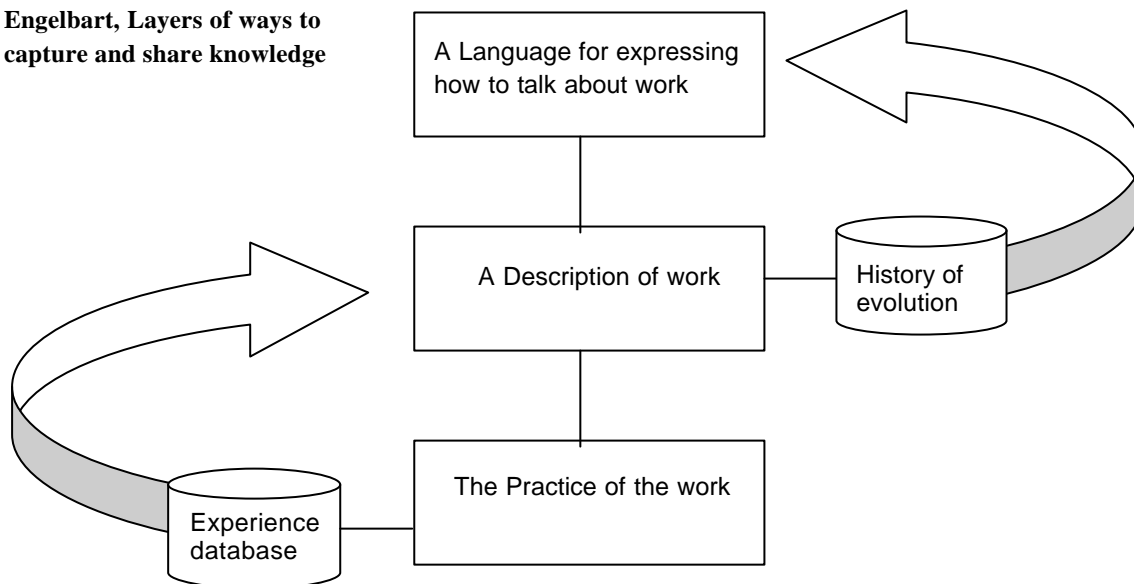 Engelbart, Layers of ways to
capture and share knowledge
A Language for expressing
how to talk about work
A Description of work
History of
evolution
The Practice of the work
Experience
database